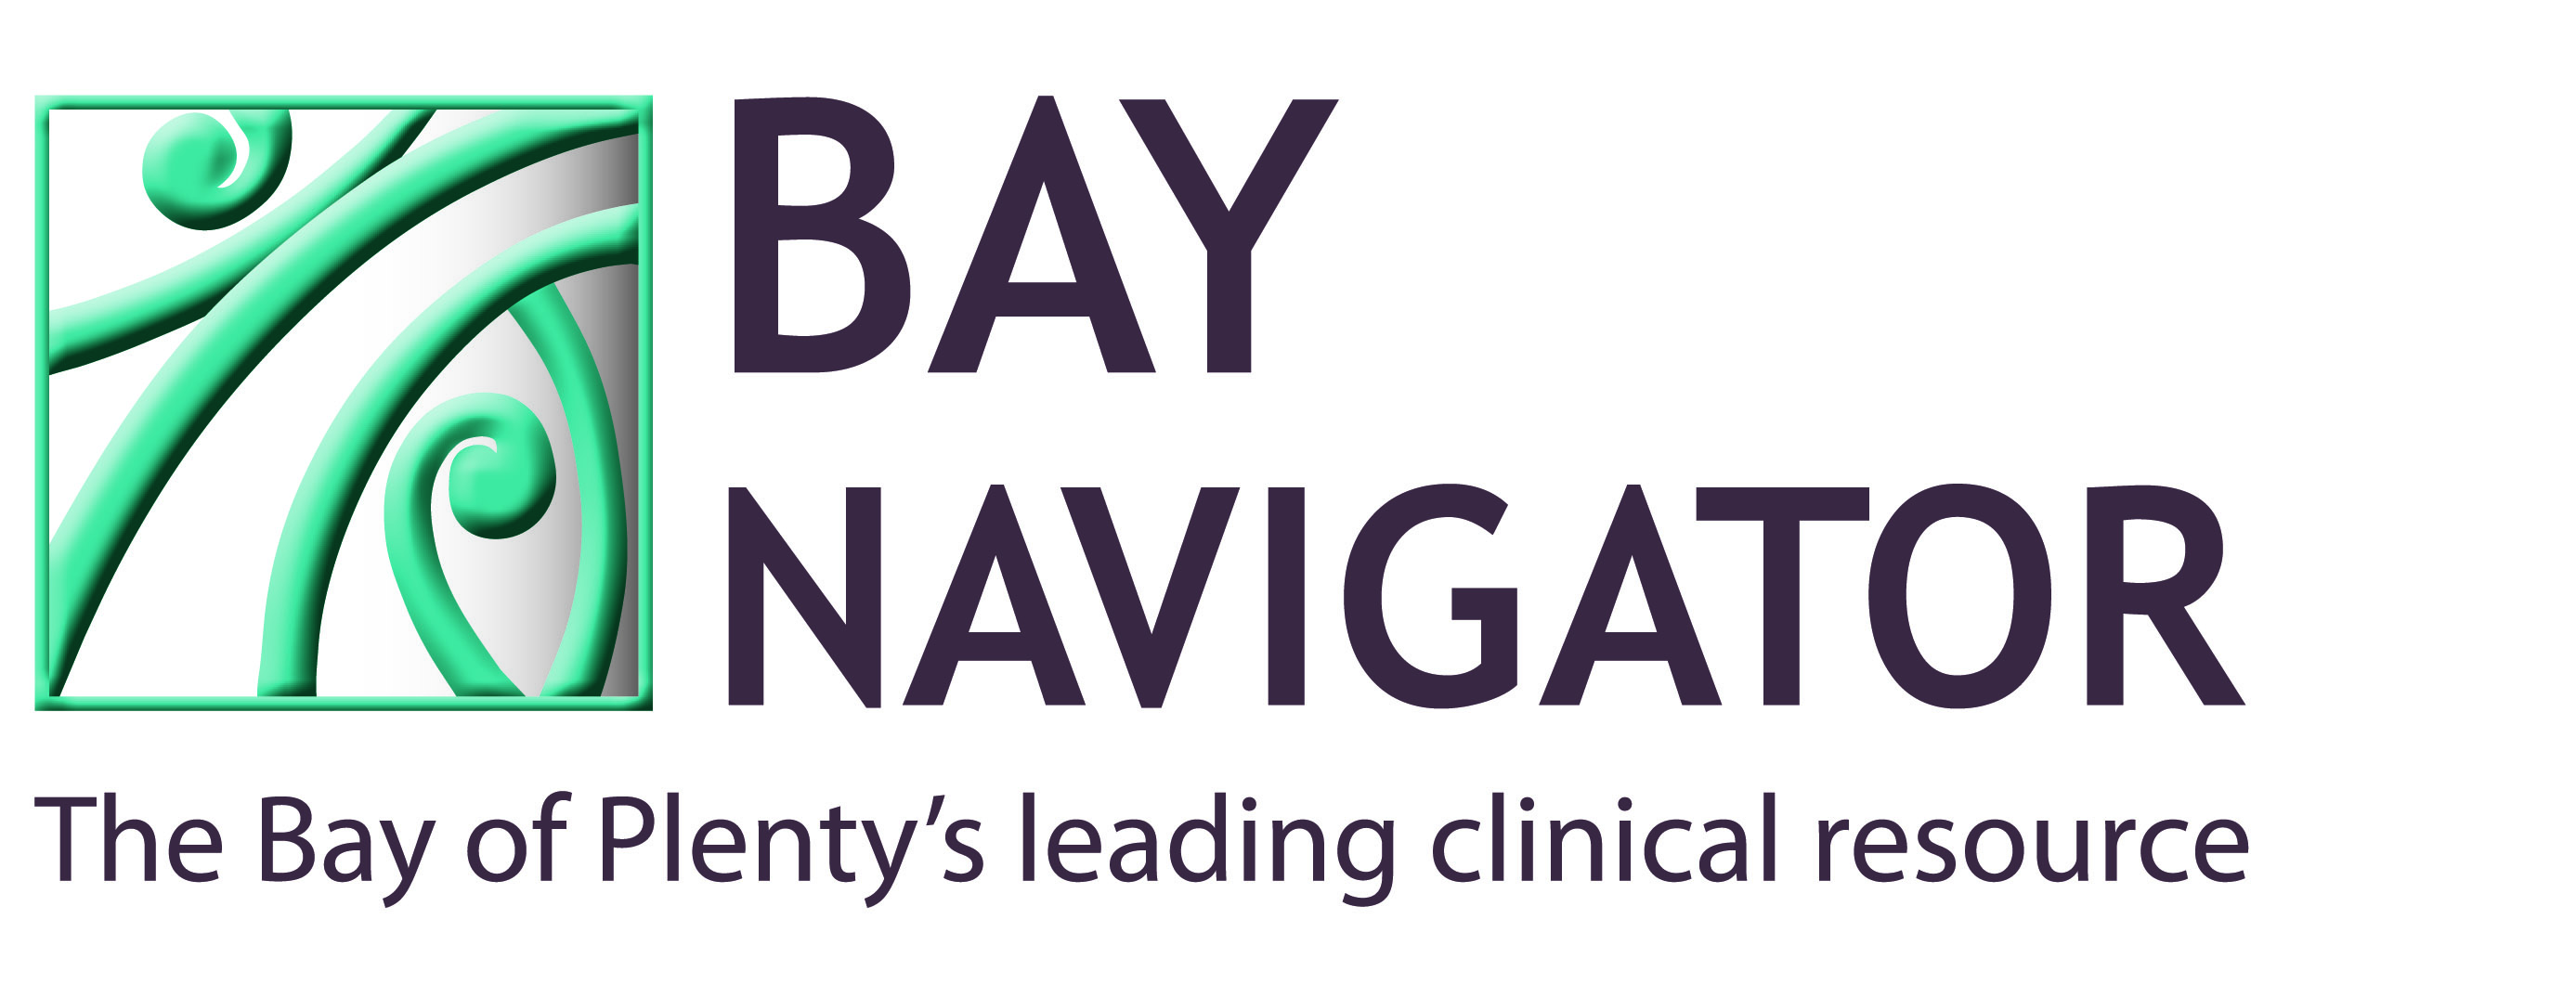 BAY
NAVIGATOR
The Bay of Plenty’s leading clinical resource